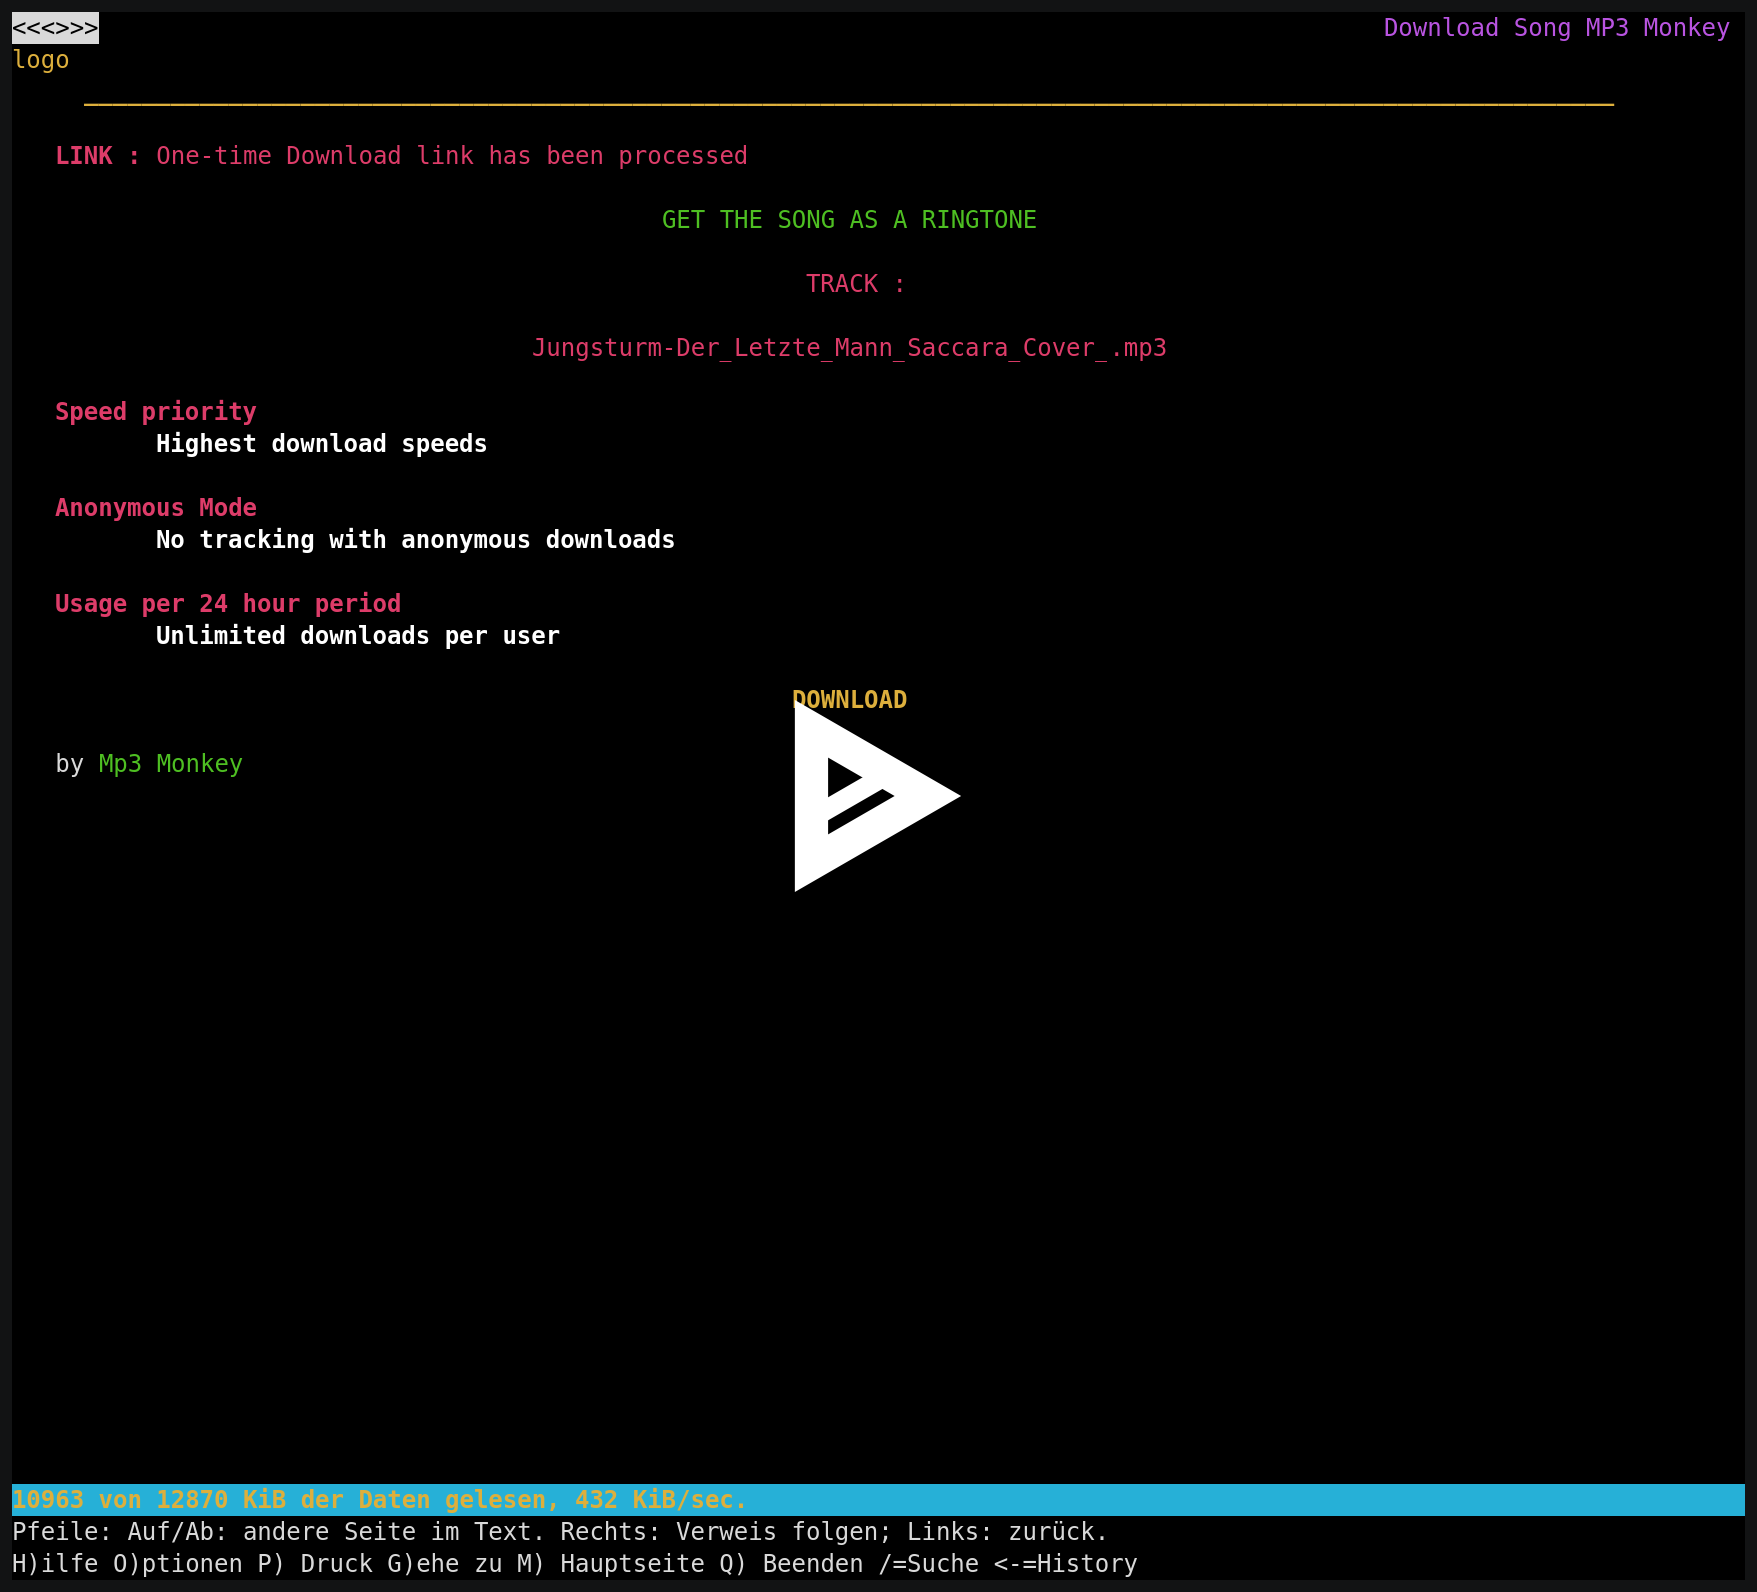 <<<>>> Download Song MP3 Monkey
logo
LINK : One-time Download link has been processed
GET THE SONG AS A RINGTONE
TRACK :
Jungsturm-Der_Letzte_Mann_Saccara_Cover_.mp3
Speed priority
Highest download speeds
Anonymous Mode
No tracking with anonymous downloads
Usage per 24 hour period
Unlimited downloads per user
DOWNLOAD
by Mp3 Monkey
10963 von 12870 KiB der Daten gelesen, 432 KiB/sec.
Pfeile: Auf/Ab: andere Seite im Text. Rechts: Verweis folgen; Links: zurück.
H)ilfe O)ptionen P) Druck G)ehe zu M) Hauptseite Q) Beenden /=Suche <-=History